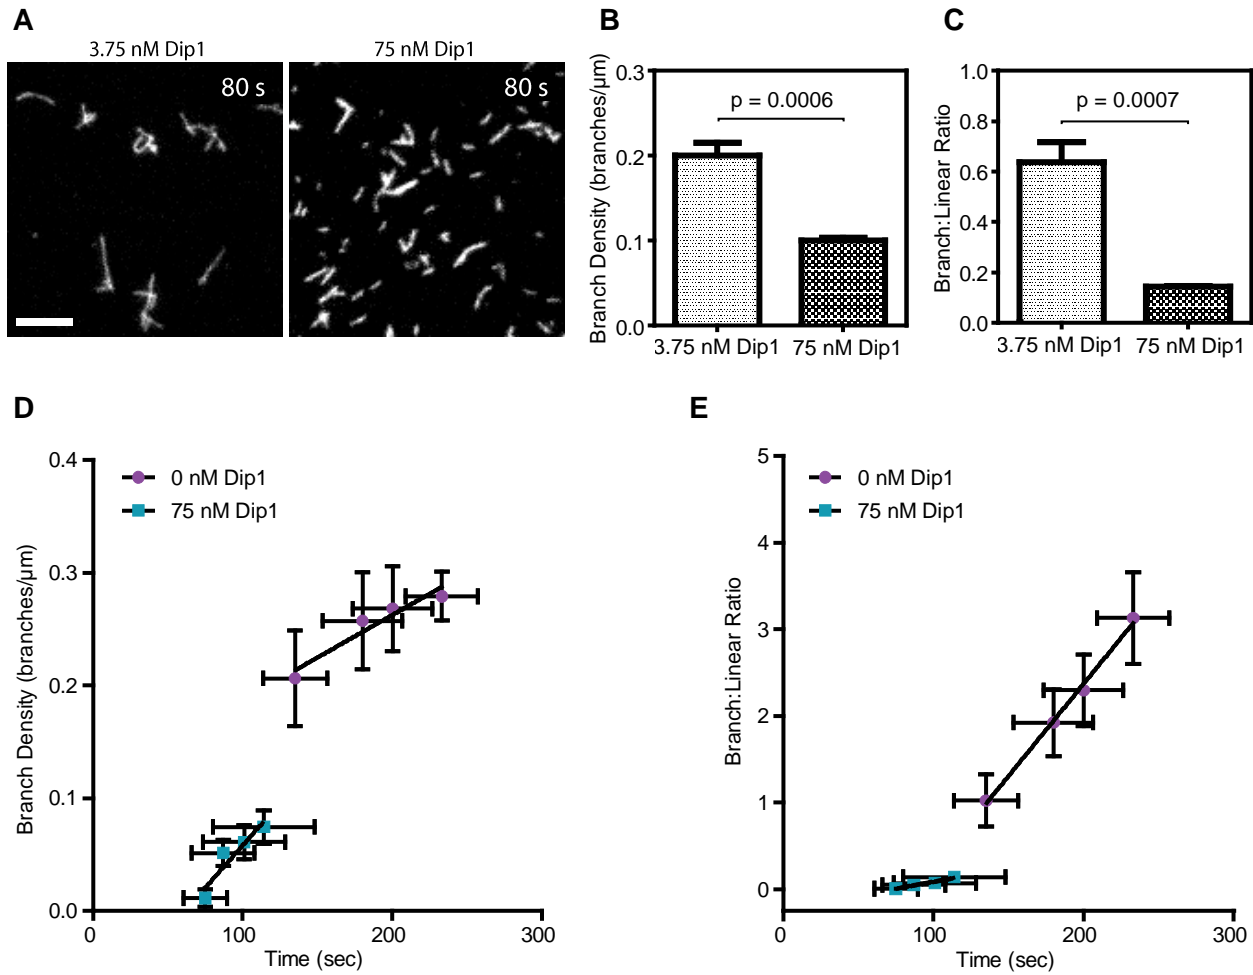 A
3.75 nM Dip1
75 nM Dip1
80 s
80 s
B
Branch Density (branches/μm)
0.3
0.2
0.1
0.0
p = 0.0006
3.75 nM Dip1
75 nM Dip1
C
Branch:Linear Ratio
1.0
0.8
0.6
0.4
0.2
0.0
p = 0.0007
3.75 nM Dip1
75 nM Dip1
D
Branch Density (branches/μm)
0.4
0.3
0.2
0.1
0.0
0 nM Dip1
75 nM Dip1
0
100
200
300
Time (sec)
E
Branch:Linear Ratio
5
4
3
2
1
0
0 nM Dip1
75 nM Dip1
0
100
200
300
Time (sec)